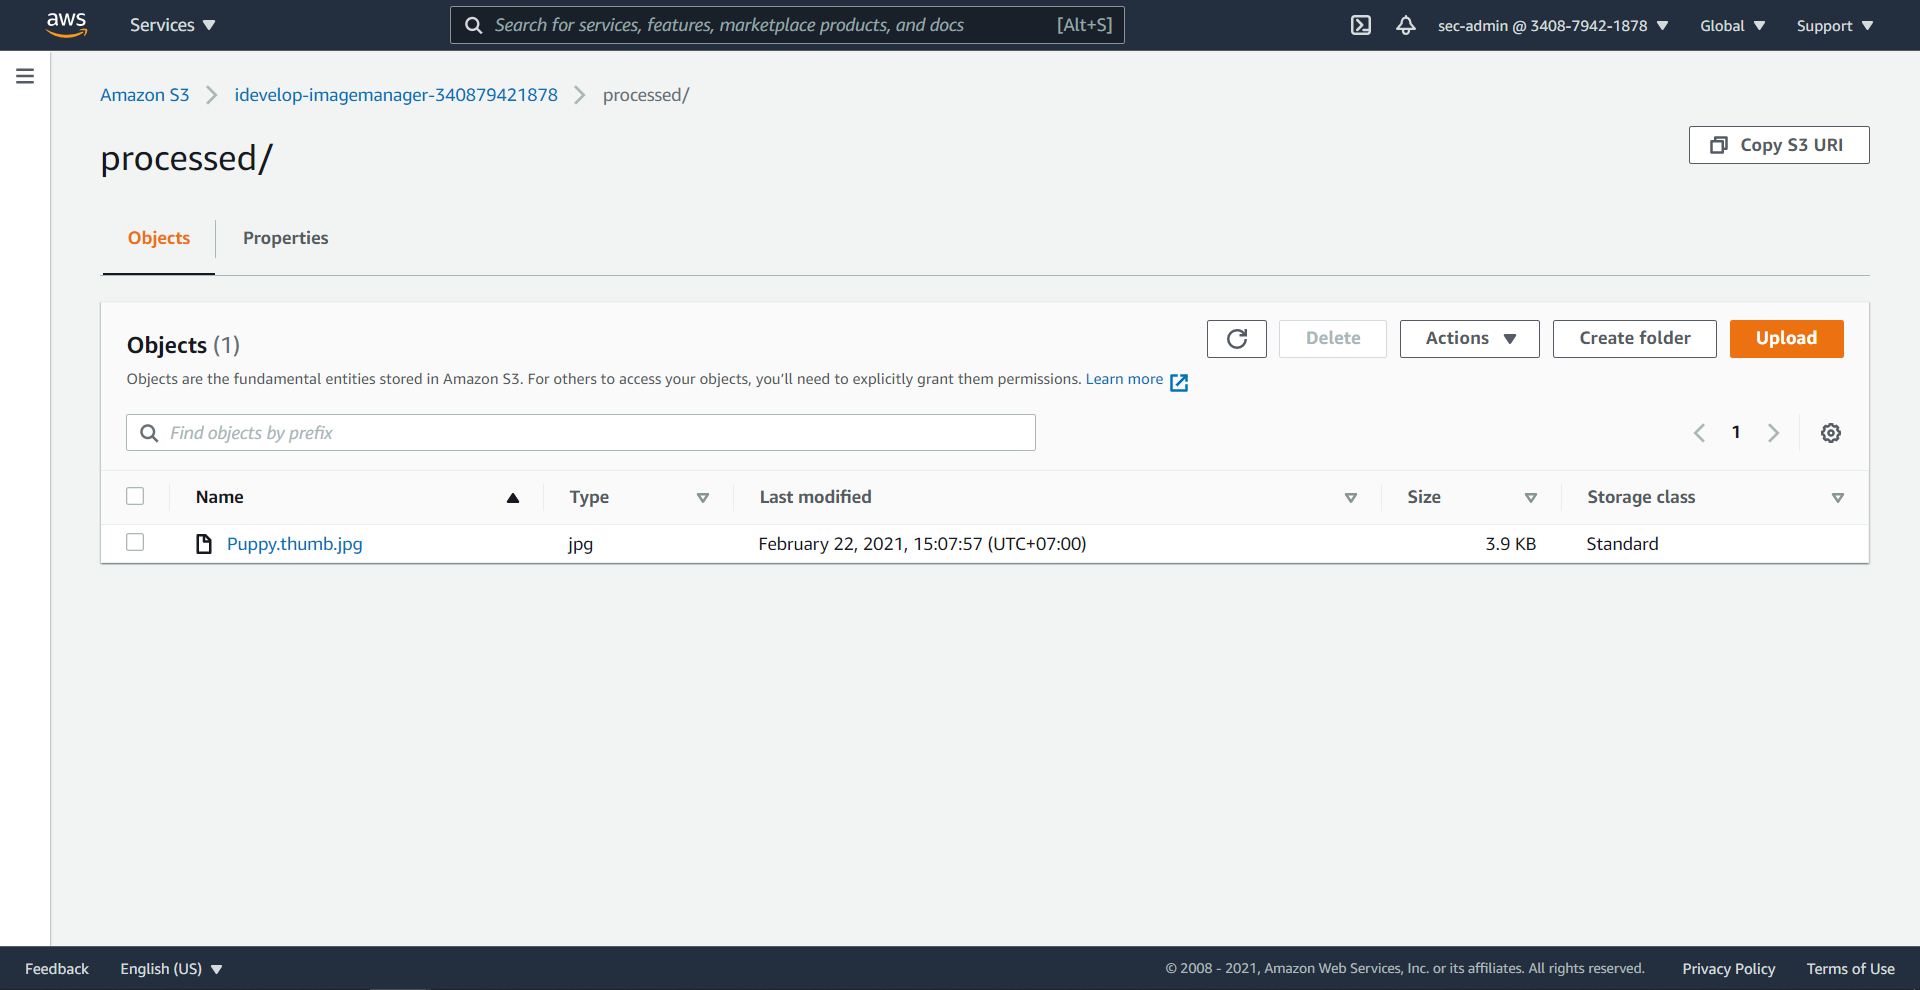 aws Services Search for services, features, marketplace products, and docs [Alt+S] sec-admin @ 3408-7942-1878 Global Support
Amazon S3 idevelop-imagemanager-340879421878 processed/
processed/
Copy S3 URI
Objects Properties
Objects (1)
Delete Actions Create folder Upload
Objects are the fundamental entities stored in Amazon S3. For others to access your objects, you’ll need to explicitly grant them permissions. Learn more
Find objects by prefix
1
Name Type Last modified Size Storage class
Puppy.thumb.jpg jpg February 22, 2021, 15:07:57 (UTC+07:00) 3.9 KB Standard
Feedback English (US) © 2008 - 2021, Amazon Web Services, Inc. or its affiliates. All rights reserved. Privacy Policy Terms of Use